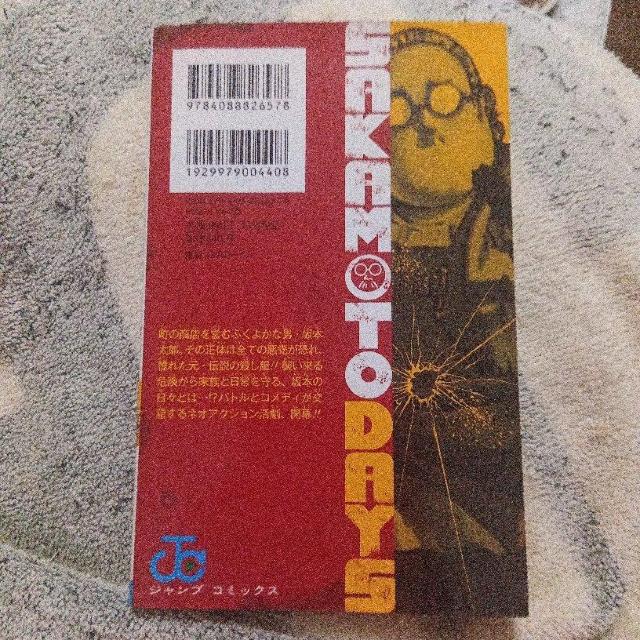 9784088826578
1929979004408
SAKAMOTO DAYS
町の商店を営むふくよかな男・坂本
太郎。その正体は全ての悪党が恐れ、
憧れた元・伝説の殺し屋!! 襲い来る
危険から家族と日常を守る、坂本の
日々とは…!?バトルとコメディが交
差するネオアクション活劇、開幕!!
JC
ジャンプ コミックス